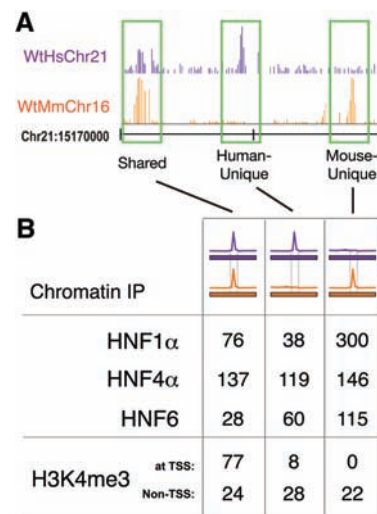 A
WtHsChr21
WtMmChr16
Chr21:15170000
Shared
Human-
Unique
Mouse-
Unique
B
Chromatin IP
HNF1α 76 38 300
HNF4α 137 119 146
HNF6 28 60 115
H3K4me3
at TSS: 77 8 0
Non-TSS: 24 28 22